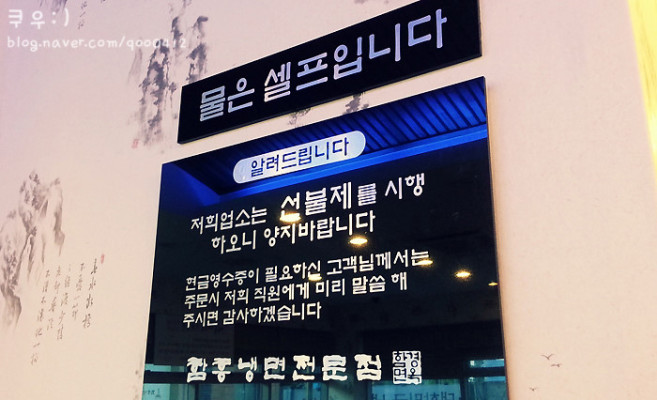 쿠우:)
blog.naver.com/qooo412
물은 셀프입니다
알려드립니다
저희업소는 선불제를 시행
하오니 양지바랍니다
현금영수증이 필요하신 고객님께서는
주문시 저희 직원에게 미리 말씀 해
주시면 감사하겠습니다
함흥냉면전문점